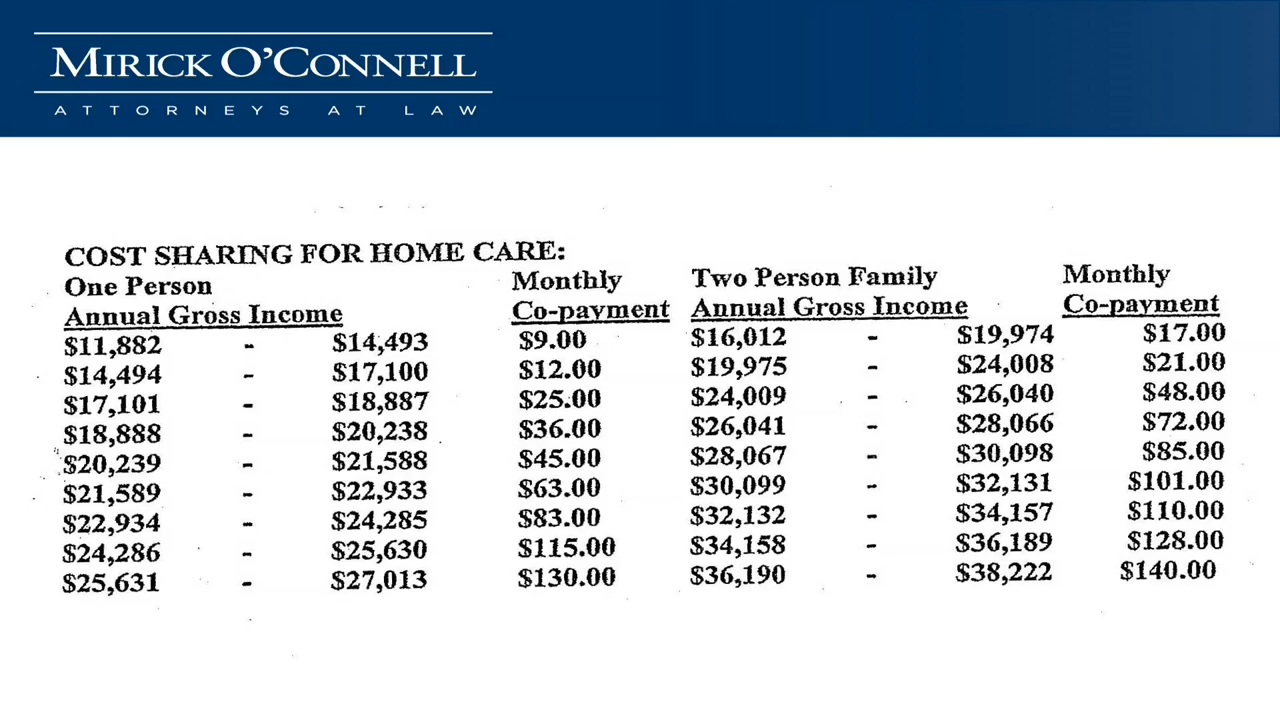 MIRICK O'CONNELL
ATTORNEYS AT LAW
COST SHARING FOR HOME CARE:
One Person Monthly Two Person Family Monthly
Annual Gross Income Co-payment Annual Gross Income Co-payment
$11,882 - $14,493 $9.00 $16,012 - $19,974 $17.00
$14,494 - $17,100 $12.00 $19,975 - $24,008 $21.00
$17,101 - $18,887 $25.00 $24,009 - $26,040 $48.00
$18,888 - $20,238 $36.00 $26,041 - $28,066 $72.00
$20,239 - $21,588 $45.00 $28,067 - $30,098 $85.00
$21,589 - $22,933 $63.00 $30,099 - $32,131 $101.00
$22,934 - $24,285 $83.00 $32,132 - $34,157 $110.00
$24,286 - $25,630 $115.00 $34,158 - $36,189 $128.00
$25,631 - $27,013 $130.00 $36,190 - $38,222 $140.00